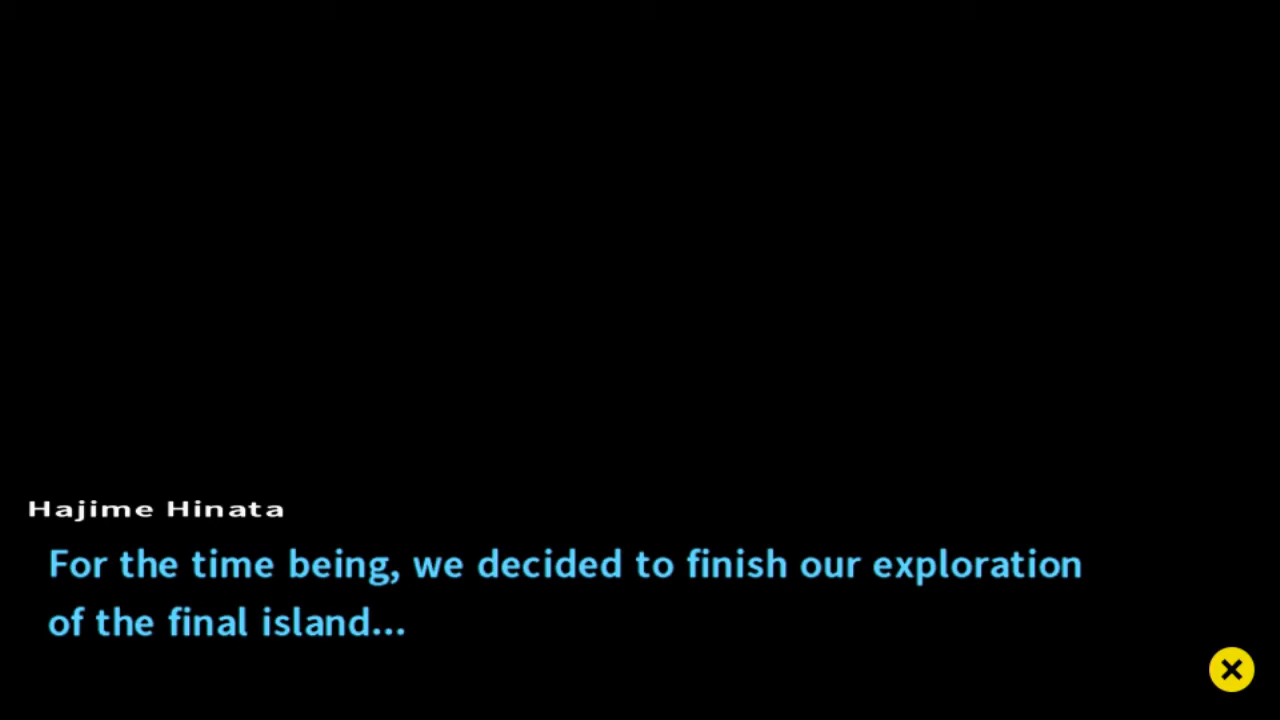 Hajime Hinata
For the time being, we decided to finish our exploration
of the final island...